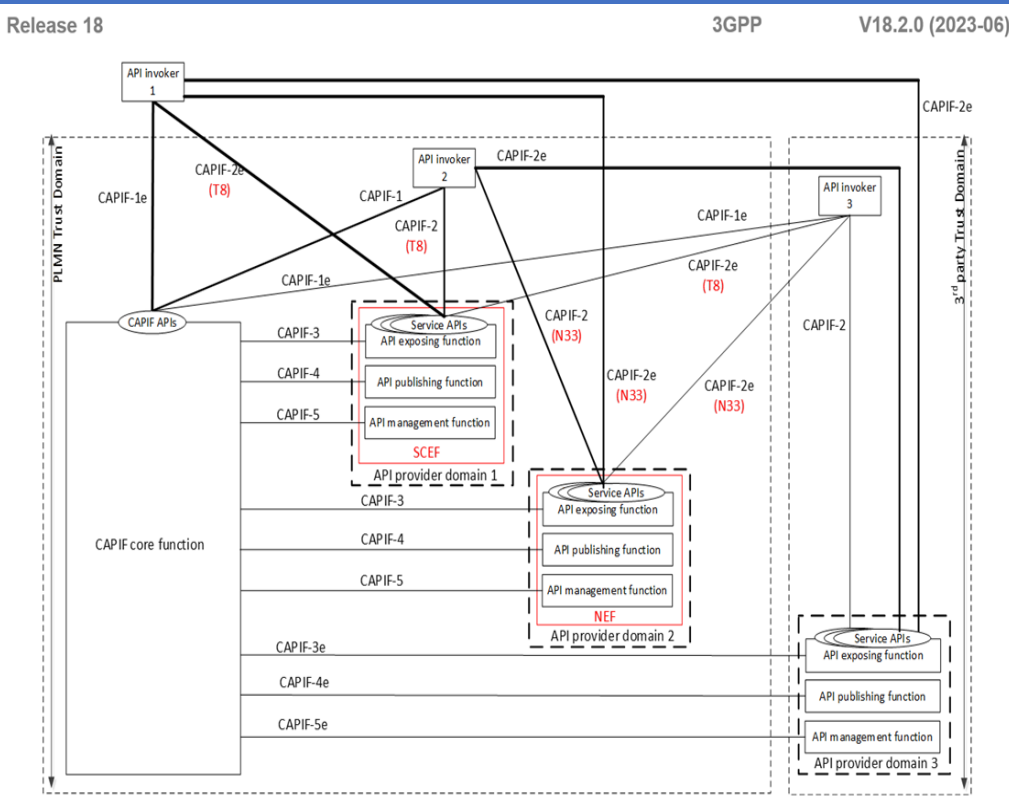 Release 18
3GPP
V18.2.0 (2023-06)
API invoker
1
CAPIF-2e
PLMN Trust Domain
3rd party Trust Domain
CAPIF-2e
(T8)
API invoker
2
CAPIF-2e
CAPIF-1e
CAPIF-1
API invoker
3
CAPIF-2
(T8)
CAPIF-1e
CAPIF-1e
CAPIF-2e
(T8)
CAPIF APIs
Service APIs
CAPIF-2
(N33)
CAPIF-2
CAPIF-3
API exposing function
CAPIF-4
API publishing function
CAPIF-2e
(N33)
CAPIF-2e
(N33)
CAPIF-5
API management function
SCEF
API provider domain 1
CAPIF-3
Service APIs
API exposing function
CAPIF core function
CAPIF-4
API publishing function
CAPIF-5
API management function
NEF
API provider domain 2
Service APIs
CAPIF-3e
API exposing function
CAPIF-4e
API publishing function
CAPIF-5e
API management function
API provider domain 3